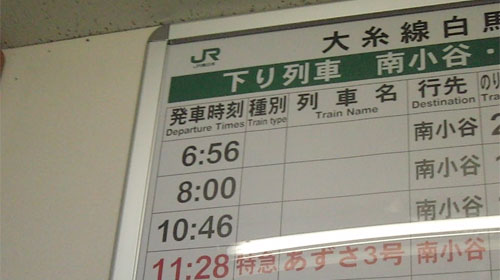 JR
大糸線白馬
下り列車 南小谷・
発車時刻 種別 列車名 行先 のり
Departure Times Train type Train Name Destination Tra
6:56 南小谷
8:00 南小谷
10:46 南小谷
11:28 特急 あずさ3号 南小谷